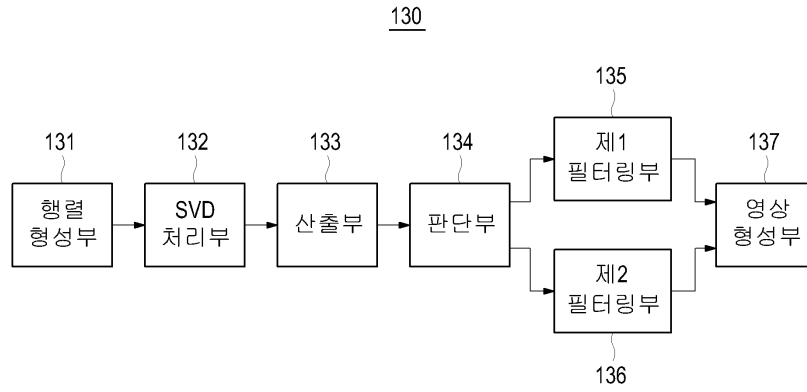 130
131
행렬
형성부
132
SVD
처리부
133
산출부
134
판단부
135
제1
필터링부
제2
필터링부
136
137
영상
형성부